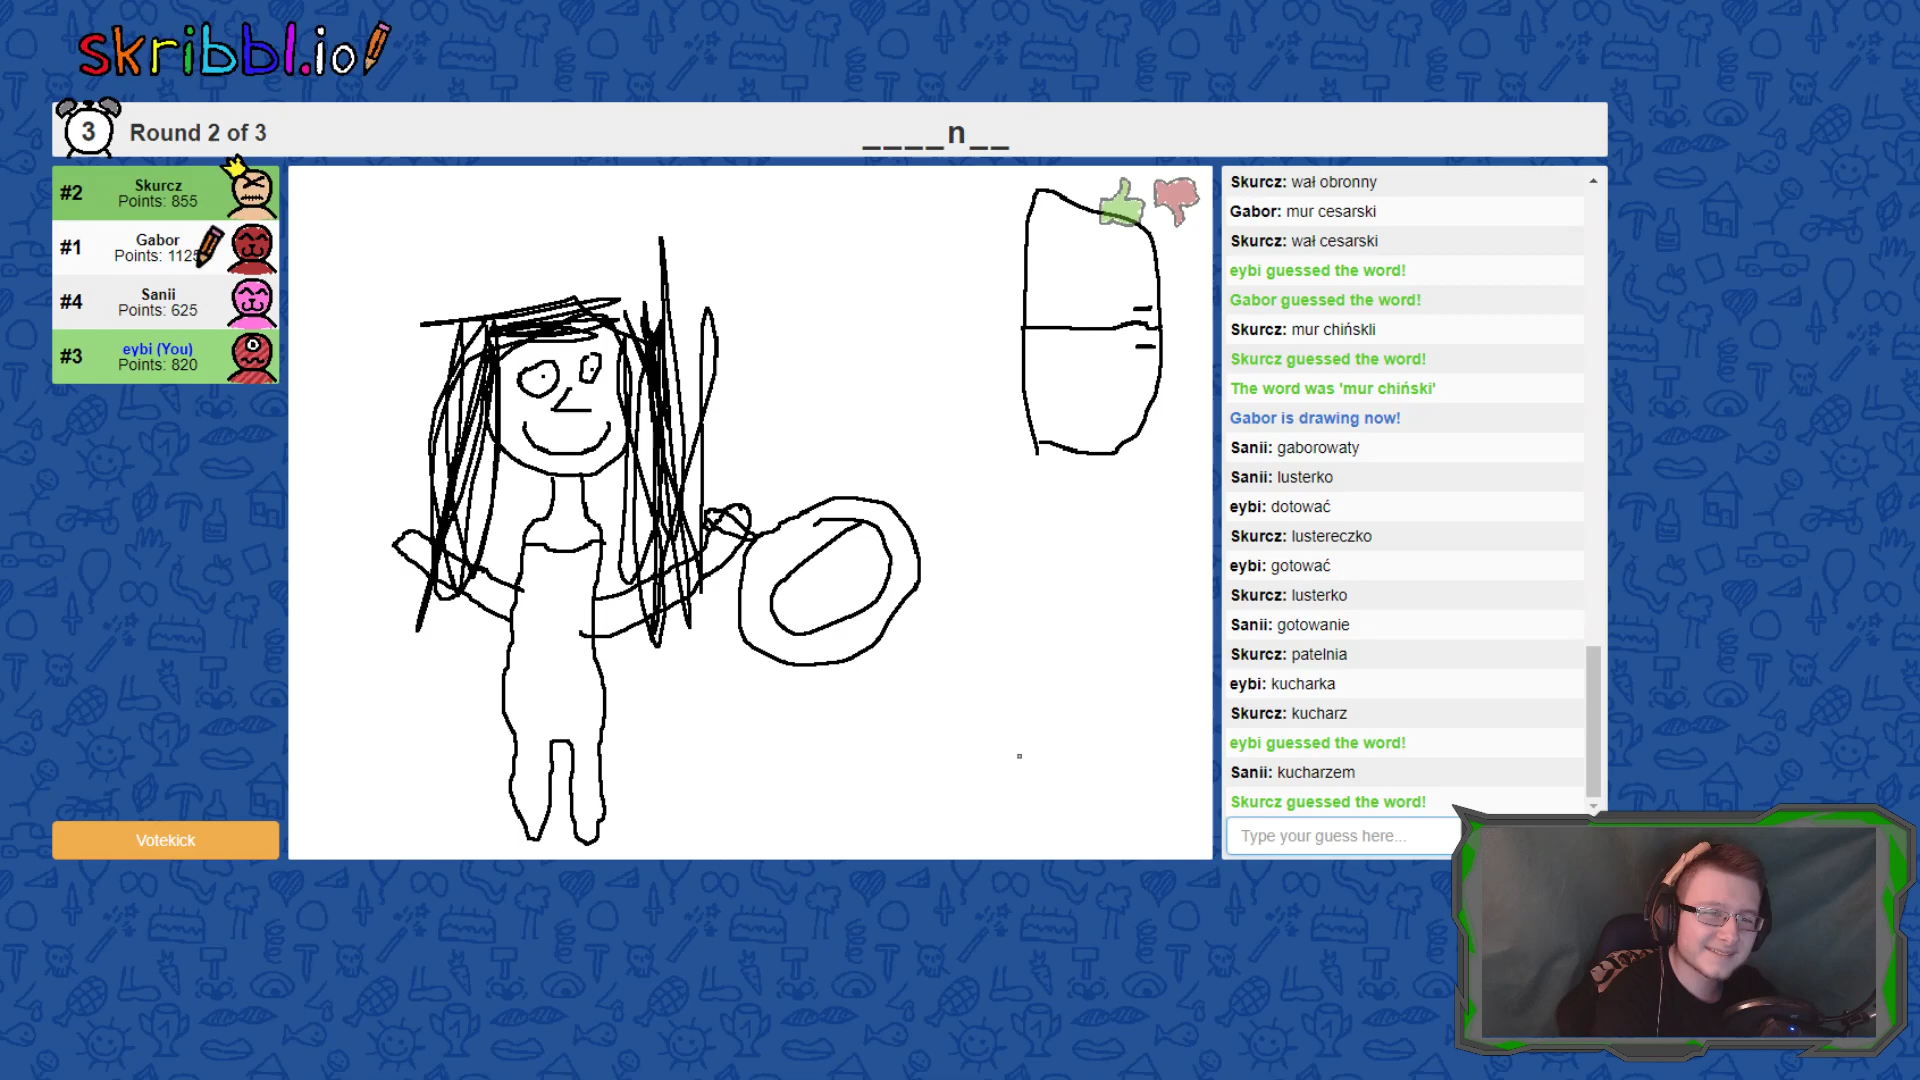 skribbl.io
3
Round 2 of 3
____n__
#2
Skurcz
Points: 855
#1
Gabor
Points: 1125
#4
Sanii
Points: 625
#3
eybi (You)
Points: 820
Votekick
Skurcz: wał obronny
Gabor: mur cesarski
Skurcz: wał cesarski
eybi guessed the word!
Gabor guessed the word!
Skurcz: mur chińskli
Skurcz guessed the word!
The word was 'mur chiński'
Gabor is drawing now!
Sanii: gaborowaty
Sanii: lusterko
eybi: dotować
Skurcz: lustereczko
eybi: gotować
Skurcz: lusterko
Sanii: gotowanie
Skurcz: patelnia
eybi: kucharka
Skurcz: kucharz
eybi guessed the word!
Sanii: kucharzem
Skurcz guessed the word!
Type your guess here...